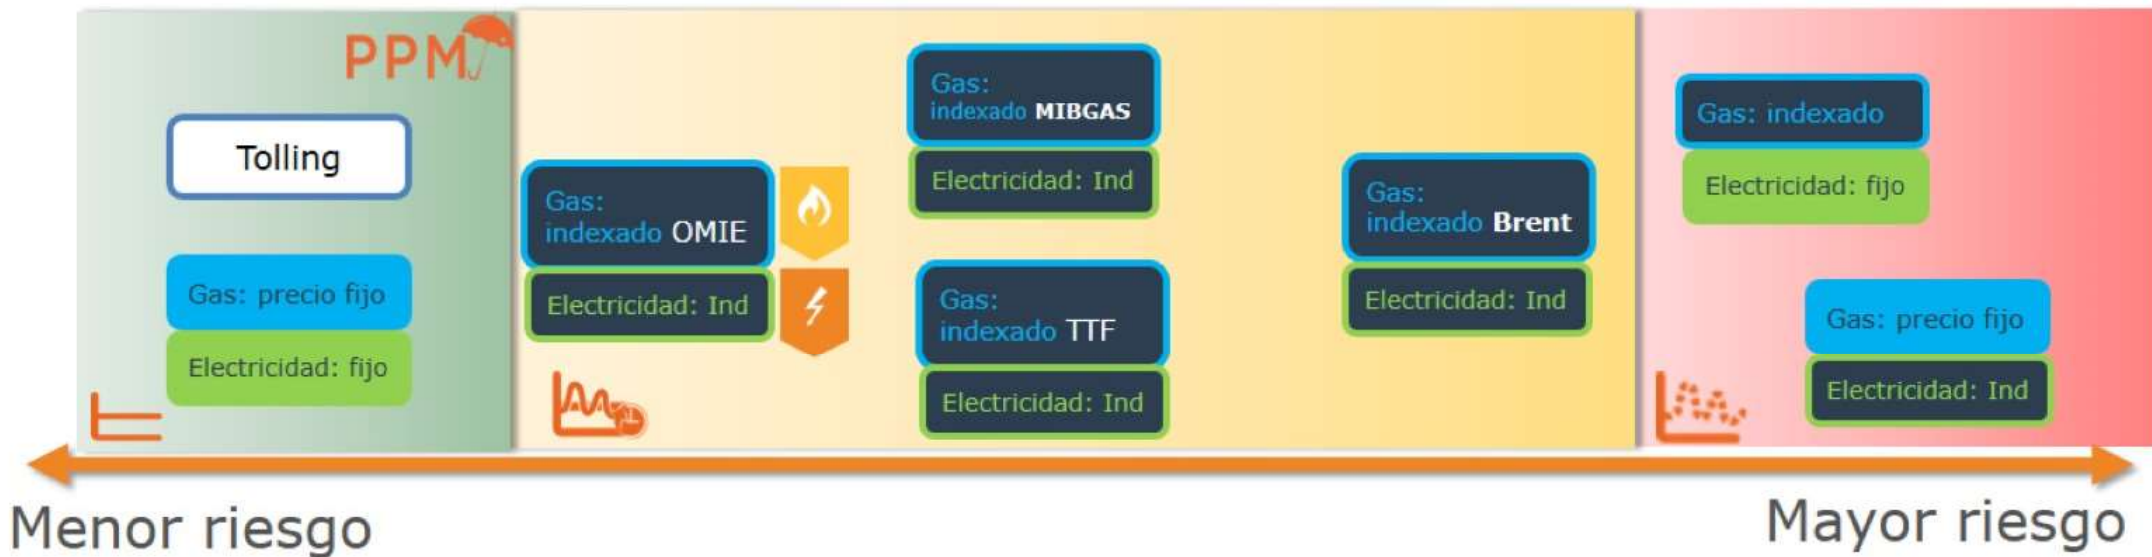 PPM
Tolling
Gas: precio fijo
Electricidad: fijo
Gas:
indexado OMIE
Electricidad: Ind
Gas:
indexado MIBGAS
Electricidad: Ind
Gas:
indexado TTF
Electricidad: Ind
Gas:
indexado Brent
Electricidad: Ind
Gas: indexado
Electricidad: fijo
Gas: precio fijo
Electricidad: Ind
Menor riesgo
Mayor riesgo